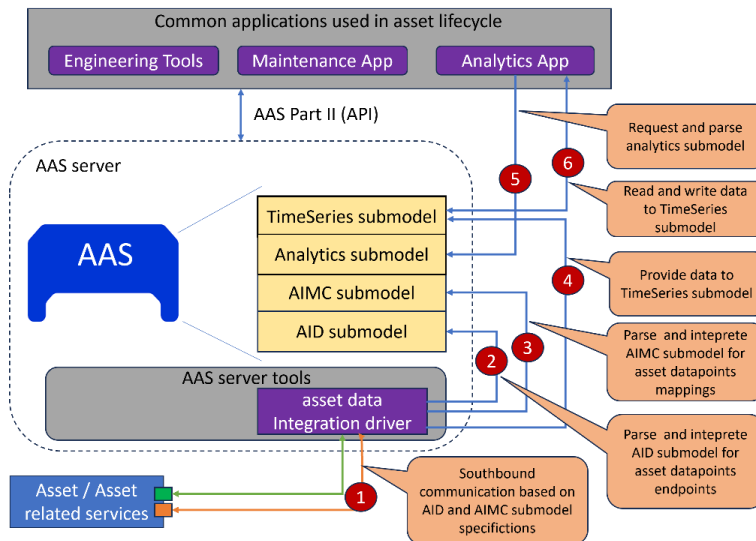 Common applications used in asset lifecycle
Engineering Tools
Maintenance App
Analytics App
AAS Part II (API)
Request and parse
analytics submodel
AAS server
6
5
Read and write data
to TimeSeries
submodel
TimeSeries submodel
AAS
Analytics submodel
4
Provide data to
TimeSeries submodel
AIMC submodel
AID submodel
3
2
Parse and inteprete
AIMC submodel for
asset datapoints
mappings
AAS server tools
asset data
Integration driver
Parse and inteprete
AID submodel for
asset datapoints
endpoints
Asset / Asset
related services
1
Southbound
communication based on
AID and AIMC submodel
specifictions